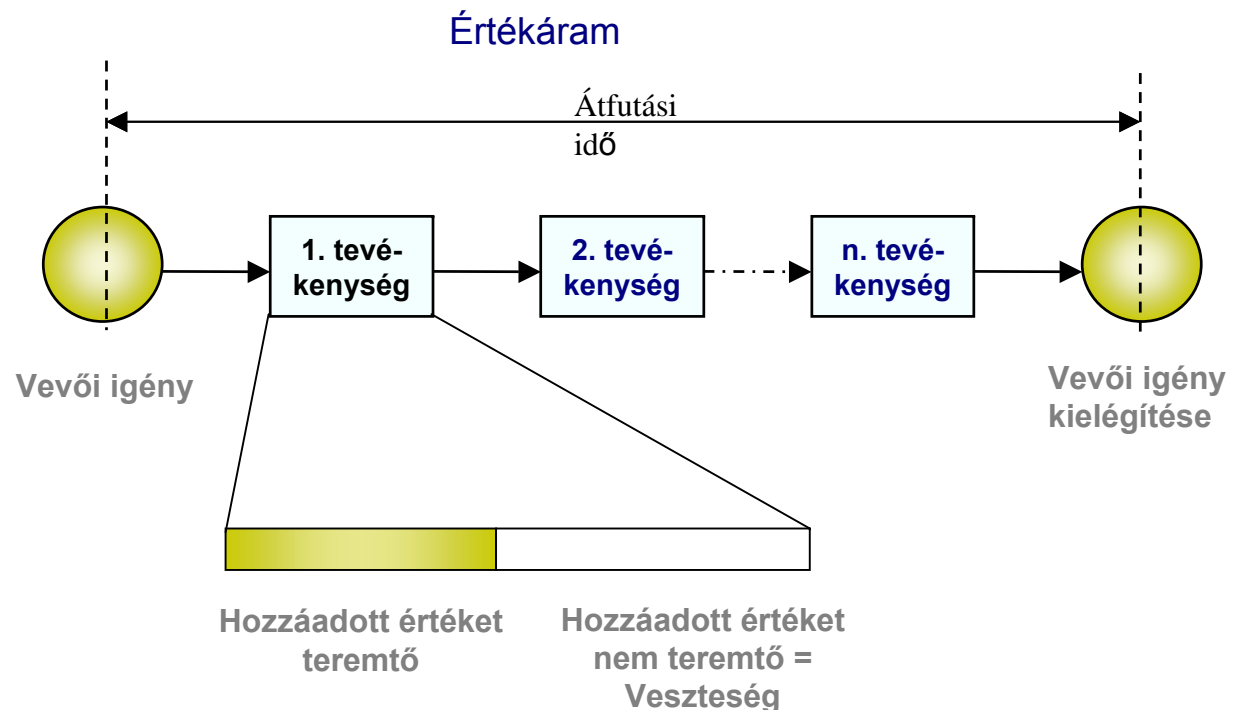 Értékáram
Átfutási
idő
1. tevé-
kenység
2. tevé-
kenység
n. tevé-
kenység
Vevői igény
Vevői igény
kielégítése
Hozzáadott értéket
teremtő
Hozzáadott értéket
nem teremtő =
Veszteség